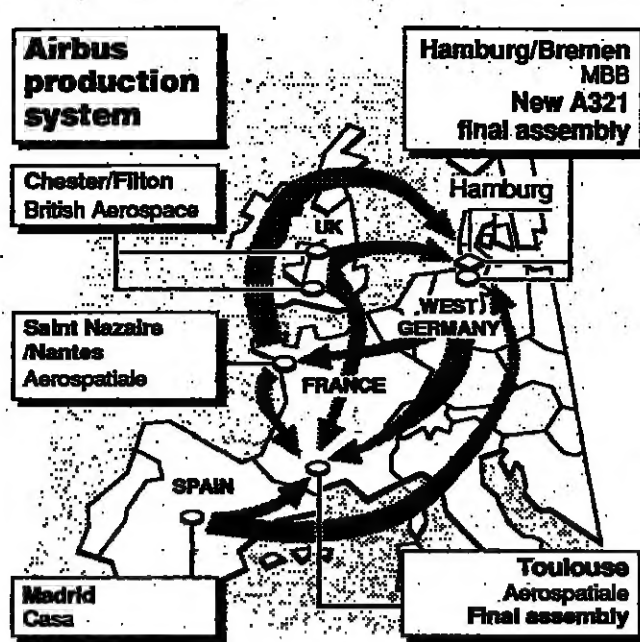 Airbus
production
system
Hamburg/Bremen
MBB
New A321
final assembly
Chester/Filton
British Aerospace
UK
Hamburg
Saint Nazaire
/Nantes
Aerospatiale
WEST
GERMANY
FRANCE
SPAIN
Madrid
Casa
Toulouse
Aerospatiale
Final assembly